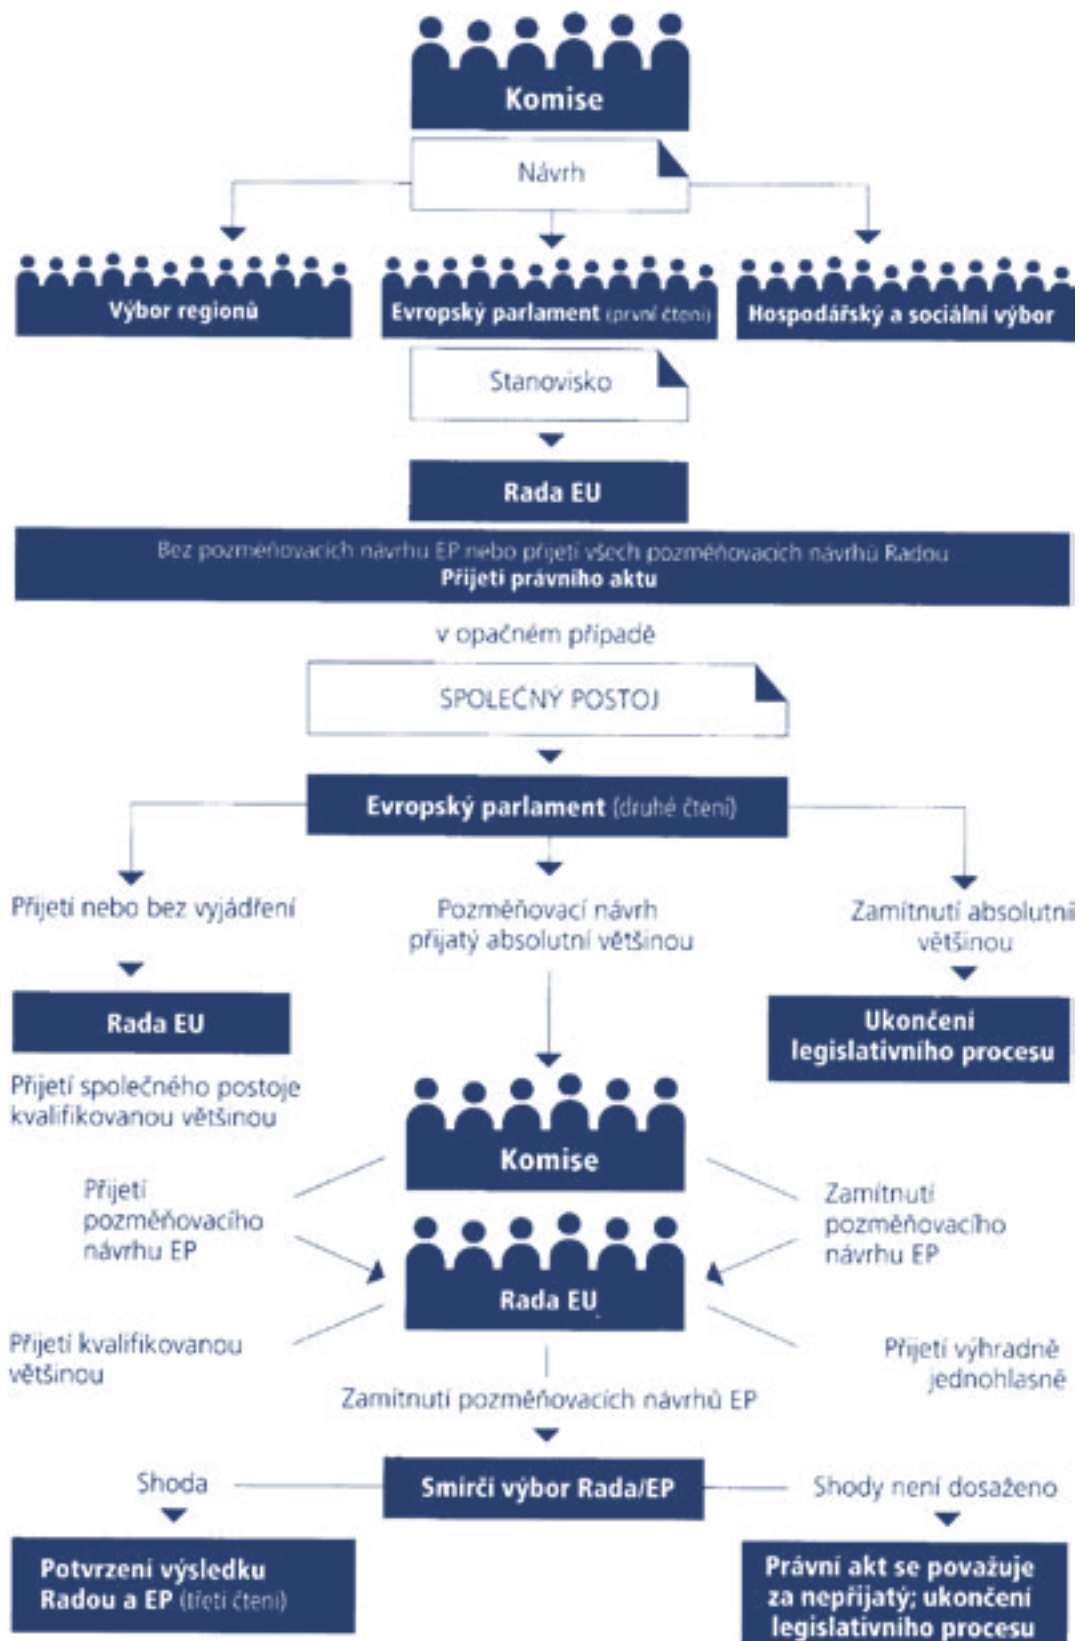 Komise
Návrh
Výbor regionů
Evropský parlament (první čtení)
Hospodářský a sociální výbor
Stanovisko
Rada EU
Bez pozměňovacích návrhu EP nebo přijetí všech pozměňovacích návrhů Radou
Přijetí právního aktu
v opačném případě
SPOLEČNÝ POSTOJ
Evropský parlament (druhé čtení)
Přijetí nebo bez vyjádření
Pozměňovací návrh
přijatý absolutní většinou
Zamítnutí absolutní
většinou
Rada EU
Ukončení
legislativního procesu
Přijetí společného postoje
kvalifikovanou většinou
Komise
Přijetí
pozměňovacího
návrhu EP
Zamítnutí
pozměňovacího
návrhu EP
Rada EU
Přijetí kvalifikovanou
většinou
Přijetí výhradně
jednohlasně
Zamítnutí pozměňovacích návrhů EP
Shoda
Smírčí výbor Rada/EP
Shody není dosaženo
Potvrzení výsledku
Radou a EP (třetí čtení)
Právní akt se považuje
za nepřijatý; ukončení
legislativního procesu